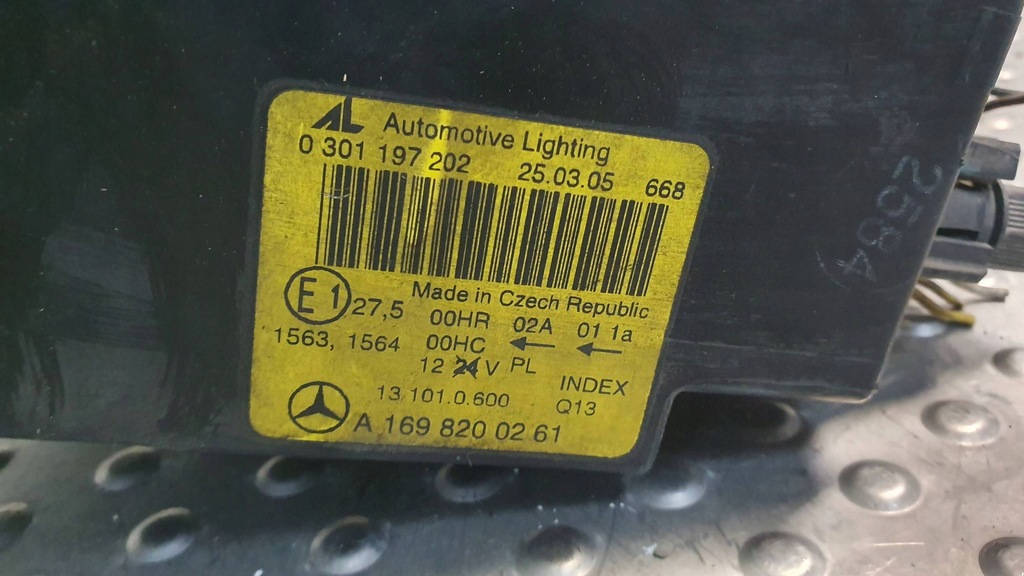 AL Automotive Lighting
0 301 197 202 25.03.05 668
Made in Czech Republic
E1 27,5 00HR 02A 01 1a
1563, 1564 00HC ← ←
12 24 V PL
13.101.0.600 INDEX
Q13
A 169 820 02 61
2584